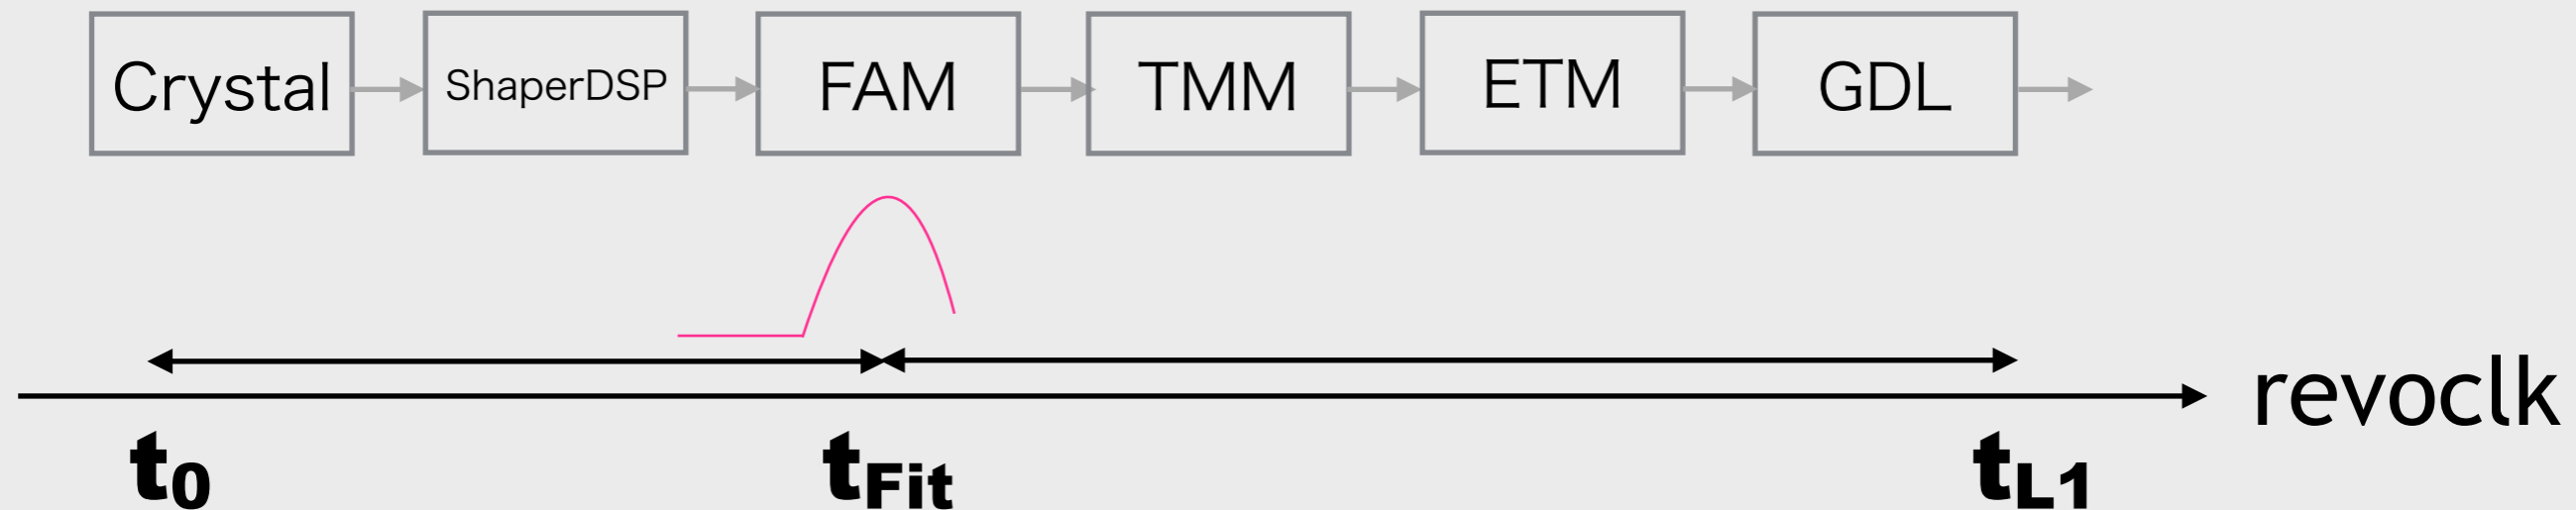 Crystal ShaperDSP FAM TMM ETM GDL
revoclk
t0 tFit tL1